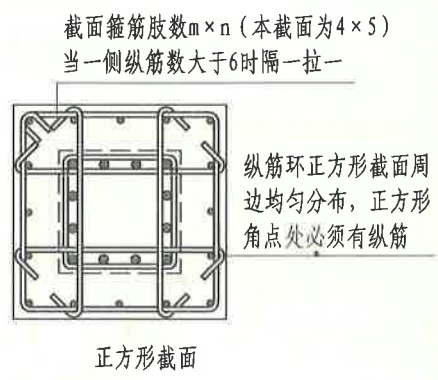 截面箍筋肢数m×n(本截面为4×5)
当一侧纵筋数大于6时隔一拉一
纵筋环正方形截面周
边均匀分布，正方形
角点处必须有纵筋
正方形截面